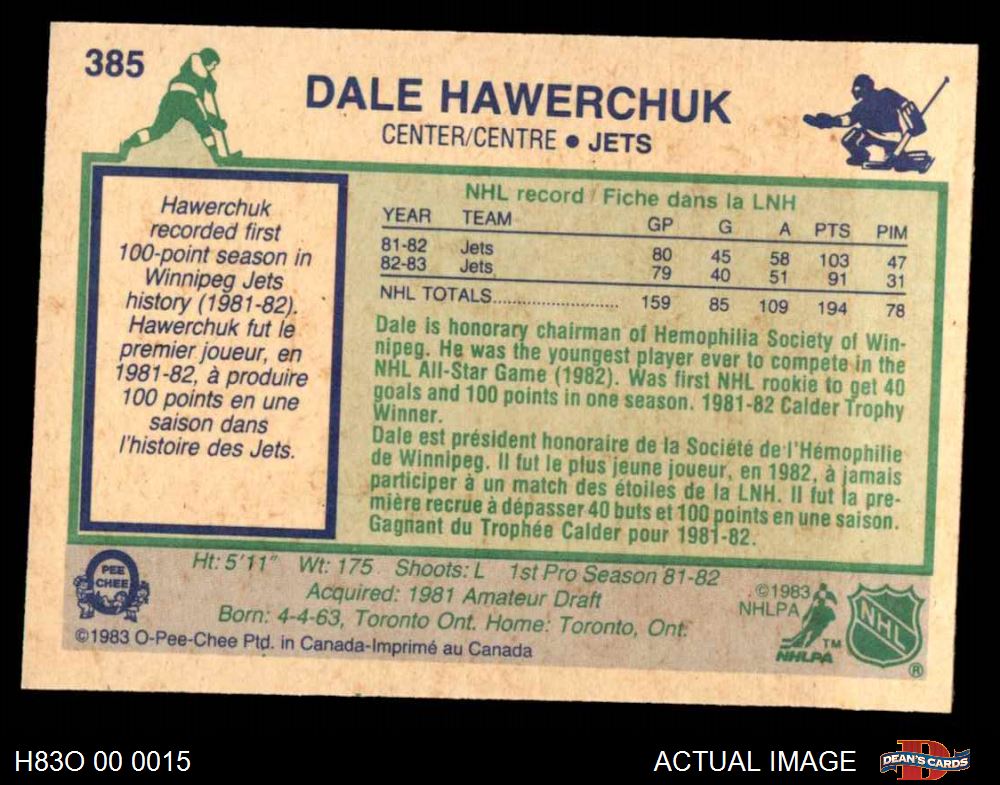 385
DALE HAWERCHUK
CENTER/CENTRE • JETS
Hawerchuk
recorded first
100-point season in
Winnipeg Jets
history (1981-82).
Hawerchuk fut le
premier joueur, en
1981-82, à produire
100 points en une
saison dans
l'histoire des Jets.
NHL record / Fiche dans la LNH
YEAR TEAM GP G A PTS PIM
81-82 Jets 80 45 58 103 47
82-83 Jets 79 40 51 91 31
NHL TOTALS............................ 159 85 109 194 78
Dale is honorary chairman of Hemophilia Society of Win-
nipeg. He was the youngest player ever to compete in the
NHL All-Star Game (1982). Was first NHL rookie to get 40
goals and 100 points in one season. 1981-82 Calder Trophy
Winner.
Dale est président honoraire de la Société de l'Hémophilie
de Winnipeg. Il fut le plus jeune joueur, en 1982, à jamais
participer à un match des étoiles de la LNH. Il fut la pre-
mière recrue à dépasser 40 buts et 100 points en une saison.
Gagnant du Trophée Calder pour 1981-82.
O
PEE
CHEE
Ht: 5'11" Wt: 175 Shoots: L 1st Pro Season 81-82
Acquired: 1981 Amateur Draft
Born: 4-4-63, Toronto Ont. Home: Toronto, Ont.
©1983 O-Pee-Chee Ptd. in Canada-Imprimé au Canada
©1983
NHLPA
TM
NHLPA
NHL
®
H83O 00 0015
ACTUAL IMAGE
D
DEAN'S CARDS